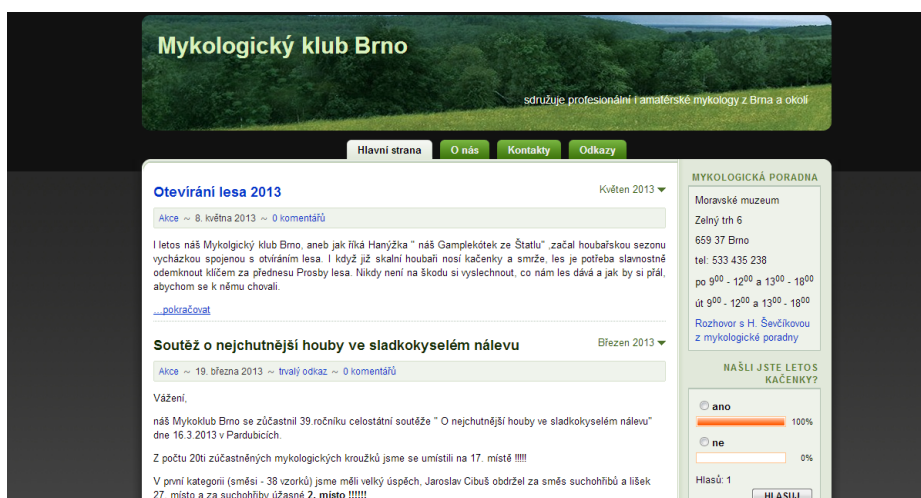 Mykologický klub Brno
sdružuje profesionální i amatérské mykology z Brna a okolí
Hlavní strana
O nás
Kontakty
Odkazy
Otevírání lesa 2013
Květen 2013
Akce ~ 8. května 2013 ~ 0 komentářů
I letos náš Mykolgický klub Brno, aneb jak říká Hanýžka " náš Gamplekótek ze Štatlu" ,začal houbařskou sezonu
vycházkou spojenou s otvíráním lesa. I když již skalní houbaři nosí kačenky a smrže, les je potřeba slavnostně
odemknout klíčem za přednesu Prosby lesa. Nikdy není na škodu si vyslechnout, co nám les dává a jak by si přál,
abychom se k němu chovali.
...pokračovat
Soutěž o nejchutnější houby ve sladkokyselém nálevu
Březen 2013
Akce ~ 19. března 2013 ~ trvalý odkaz ~ 0 komentářů
Vážení,
náš Mykoklub Brno se zůčastnil 39.ročníku celostátní soutěže " O nejchutnější houby ve sladkokyselém nálevu"
dne 16.3.2013 v Pardubicích.
Z počtu 20ti zúčastněných mykologických kroužků jsme se umístili na 17. místě !!!!!
V první kategorii (směsi - 38 vzorků) jsme měli velký úspěch, Jaroslav Cibuš obdržel za směs suchohřibů a lišek
27. místo a za suchohřiby úžasné 2. místo !!!!!!
MYKOLOGICKÁ PORADNA
Moravské muzeum
Zelný trh 6
659 37 Brno
tel: 533 435 238
po 9⁰⁰ - 12⁰⁰ a 13⁰⁰ - 18⁰⁰
út 9⁰⁰ - 12⁰⁰ a 13⁰⁰ - 18⁰⁰
Rozhovor s H. Ševčíkovou
z mykologické poradny
NAŠLI JSTE LETOS
KAČENKY?
ano
100%
ne
0%
Hlasů: 1
HLASUJ